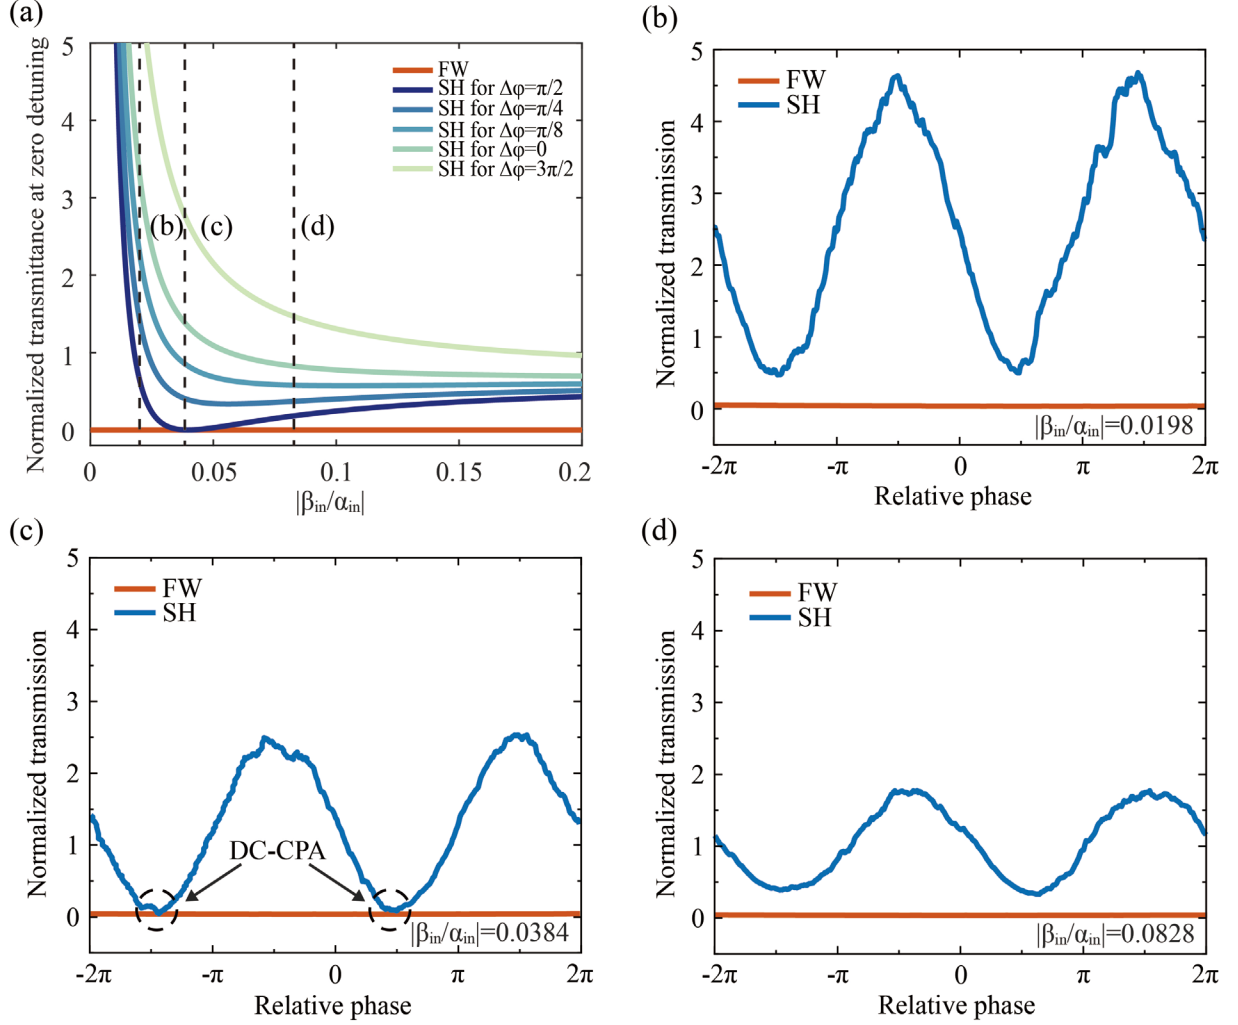 (a)
Normalized transmittance at zero detuning
5
4
3
2
1
0
FW
SH for Δφ=π/2
SH for Δφ=π/4
SH for Δφ=π/8
SH for Δφ=0
SH for Δφ=3π/2
(b)
(c)
(d)
0
0.05
0.1
0.15
0.2
|βin/αin|
(b)
Normalized transmission
5
4
3
2
1
0
FW
SH
|βin/αin|=0.0198
-2π
-π
0
π
2π
Relative phase
(c)
Normalized transmission
5
4
3
2
1
0
FW
SH
DC-CPA
|βin/αin|=0.0384
-2π
-π
0
π
2π
Relative phase
(d)
Normalized transmission
5
4
3
2
1
0
FW
SH
|βin/αin|=0.0828
-2π
-π
0
π
2π
Relative phase